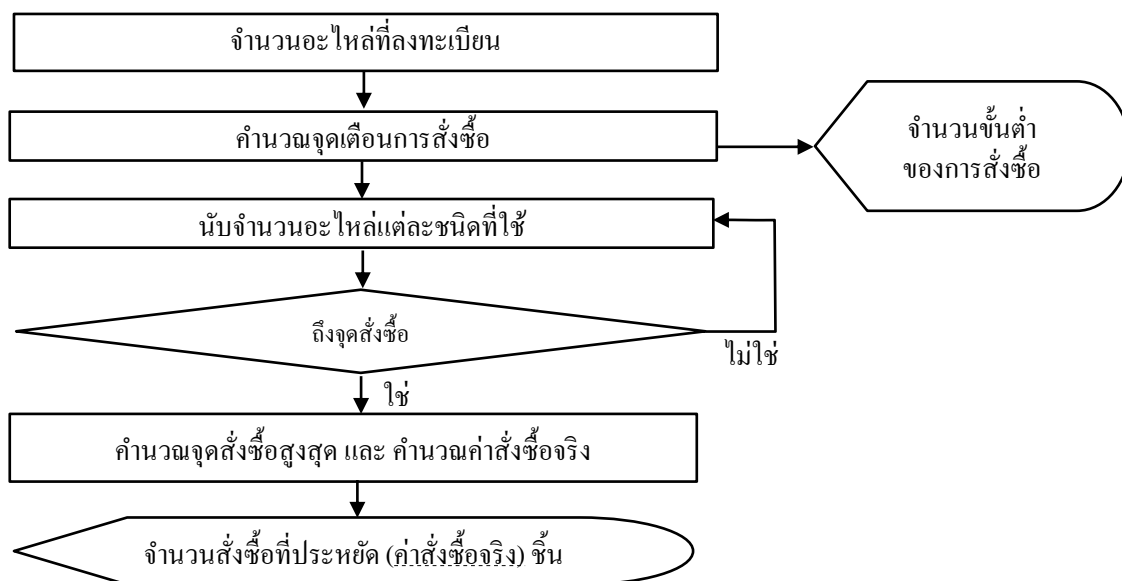 จำนวนอะไหล่ที่ลงทะเบียน
คำนวณจุดเตือนการสั่งซื้อ
จำนวนขั้นต่ำ
ของการสั่งซื้อ
นับจำนวนอะไหล่แต่ละชนิดที่ใช้
ถึงจุดสั่งซื้อ
ไม่ใช่
ใช่
คำนวณจุดสั่งซื้อสูงสุด และ คำนวณค่าสั่งซื้อจริง
จำนวนสั่งซื้อที่ประหยัด (ค่าสั่งซื้อจริง) ชิ้น